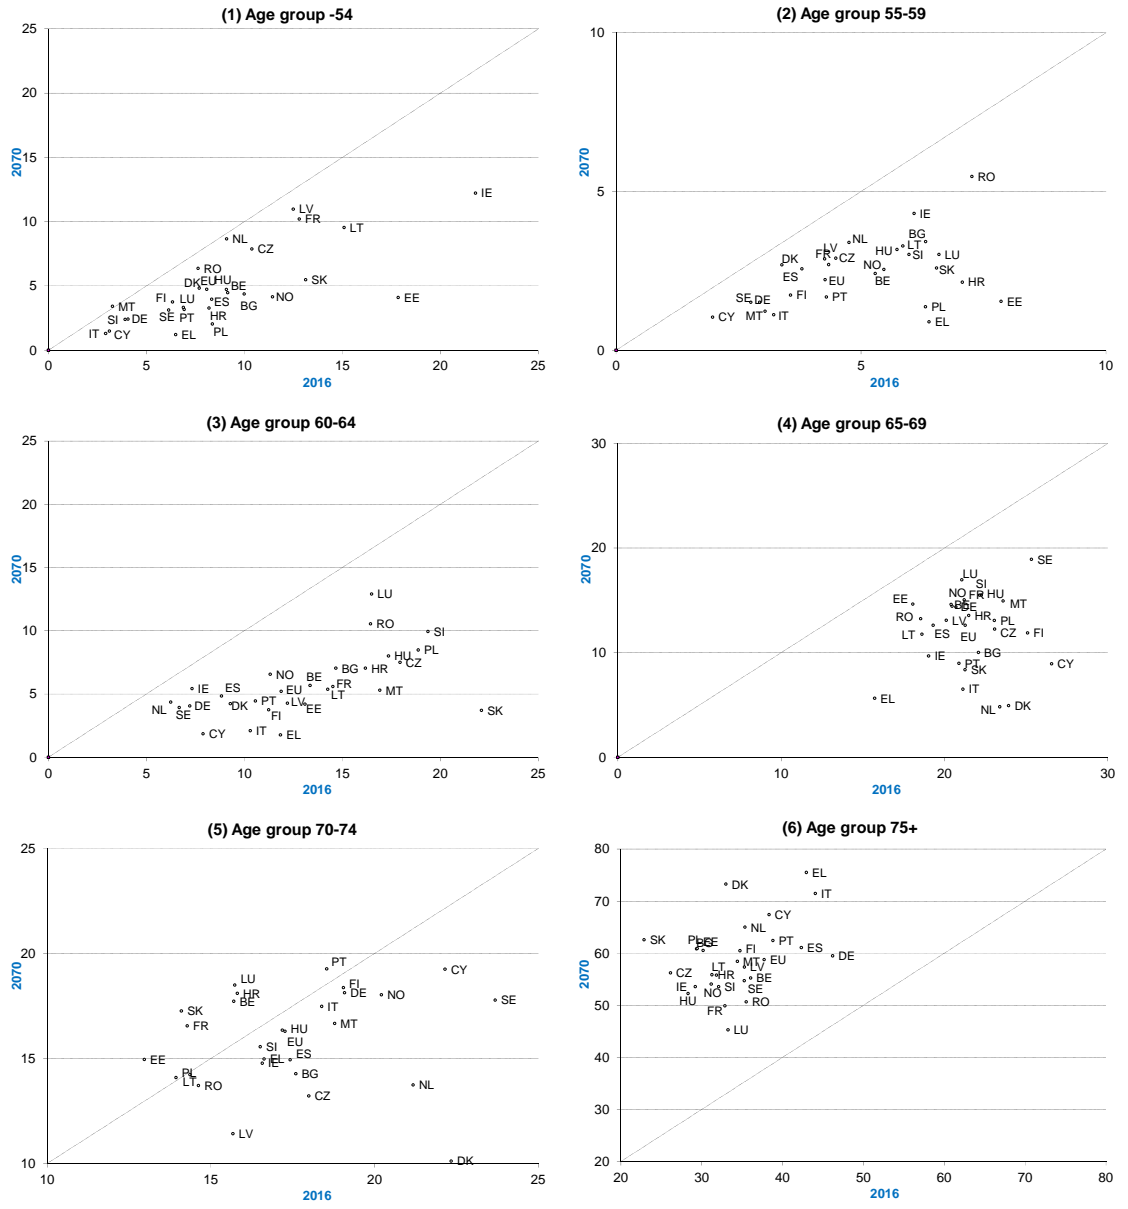 (1) Age group -54
25
20
15
10
5
0
2070
IE
LV
FR
LT
NL
CZ
RO
SK
DK
EU
HU
BE
NO
BG
EE
FI
LU
ES
MT
SE
PT
HR
SI
DE
PL
IT
CY
EL
0 5 10 15 20 25
2016
(2) Age group 55-59
10
5
0
2070
RO
IE
BG
NL
LT
LV
HU
SI
LU
FR
CZ
DK
NO
SK
ES
BE
EU
HR
FI
PT
SE
DE
EE
PL
MT
IT
CY
EL
0 5 10
2016
(3) Age group 60-64
25
20
15
10
5
0
2070
LU
RO
SI
PL
HU
CZ
BG
HR
NO
BE
FR
IE
ES
EU
LT
MT
NL
DE
DK
PT
LV
EE
SE
FI
SK
CY
IT
EL
0 5 10 15 20 25
2016
(4) Age group 65-69
30
20
10
0
2070
SE
LU
SI
NO
FR
HU
EE
BE
DE
MT
RO
LV
HR
PL
LT
ES
EU
CZ
FI
IE
BG
PT
SK
CY
IT
EL
NL
DK
0 10 20 30
2016
(5) Age group 70-74
25
20
15
10
2070
PT
CY
LU
FI
HR
DE
NO
BE
SE
SK
IT
FR
MT
HU
EU
SI
ES
EE
EL
IE
PL
BG
LT
RO
NL
CZ
LV
DK
10 15 20 25
2016
(6) Age group 75+
80
70
60
50
40
30
20
2070
EL
DK
IT
CY
NL
SK
PL
EE
BG
PT
FI
ES
DE
MT
EU
LT
LV
CZ
HR
BE
IE
NO
SI
SE
HU
RO
FR
LU
20 30 40 50 60 70 80
2016